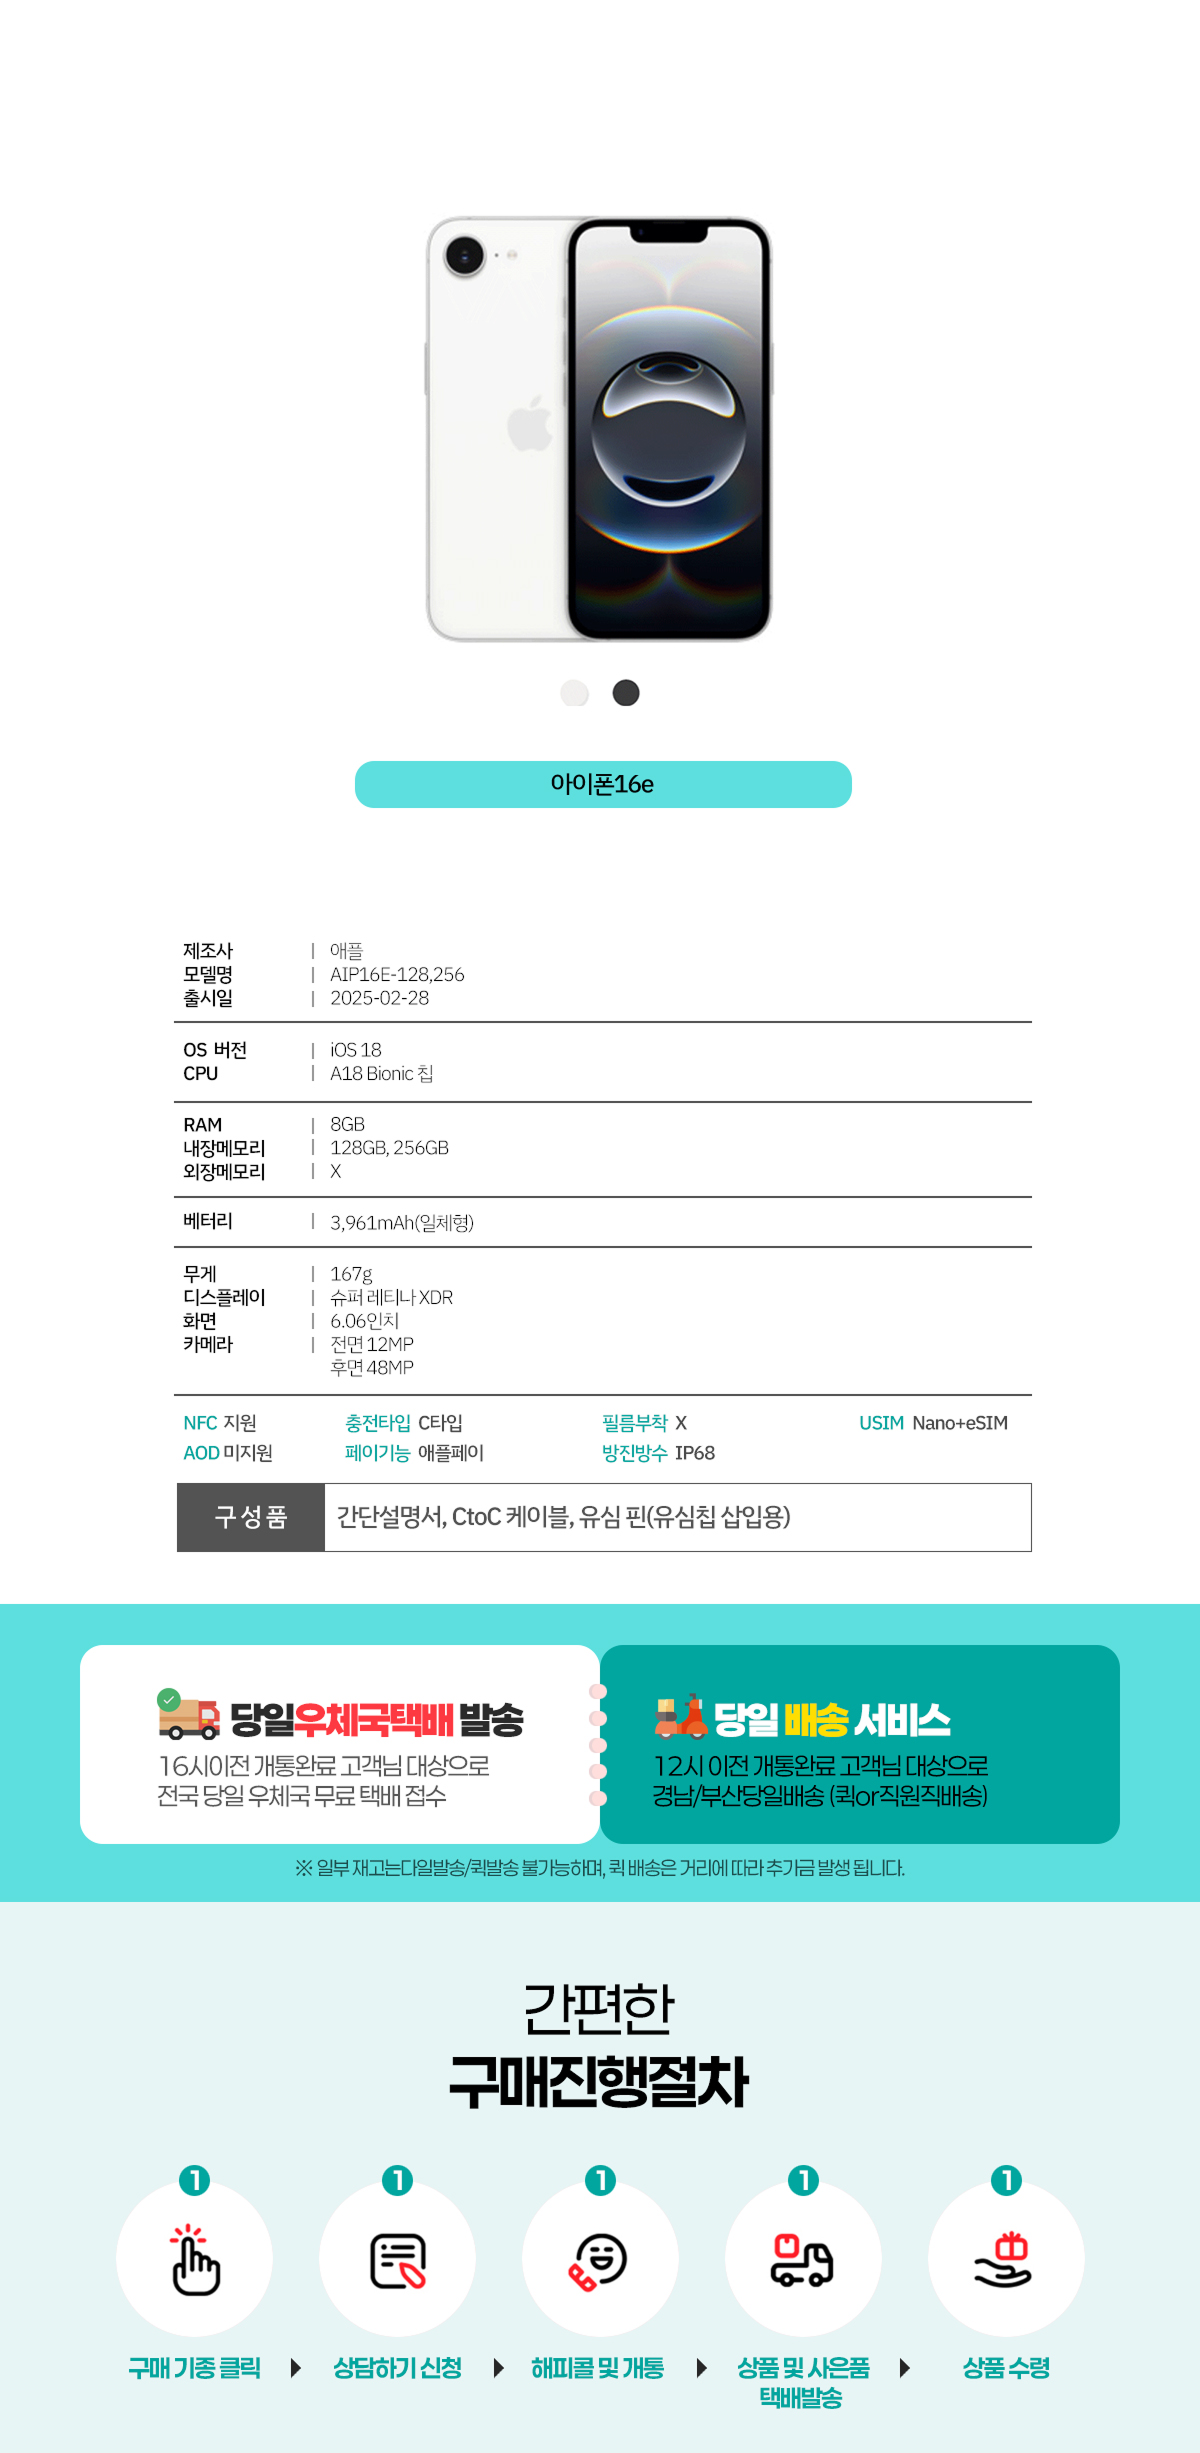 아이폰16e
제조사 | 애플
모델명 | AIP16E-128,256
출시일 | 2025-02-28
OS 버전 | iOS 18
CPU | A18 Bionic 칩
RAM | 8GB
내장메모리 | 128GB, 256GB
외장메모리 | X
베터리 | 3,961mAh(일체형)
무게 | 167g
디스플레이 | 슈퍼 레티나 XDR
화면 | 6.06인치
카메라 | 전면 12MP
후면 48MP
NFC 지원 충전타입 C타입 필름부착 X USIM Nano+eSIM
AOD 미지원 페이기능 애플페이 방진방수 IP68
구성품 간단설명서, CtoC 케이블, 유심 핀(유심칩 삽입용)
당일우체국택배 발송
16시이전 개통완료 고객님 대상으로
전국 당일 우체국 무료 택배 접수
당일 배송 서비스
12시 이전 개통완료 고객님 대상으로
경남/부산당일배송 (퀵or직원직배송)
※ 일부 재고는다일발송/퀵발송 불가능하며, 퀵 배송은 거리에 따라 추가금 발생 됩니다.
간편한
구매진행절차
1 1 1 1 1
구매 기종 클릭 상담하기 신청 해피콜 및 개통 상품 및 사은품 상품 수령
택배발송